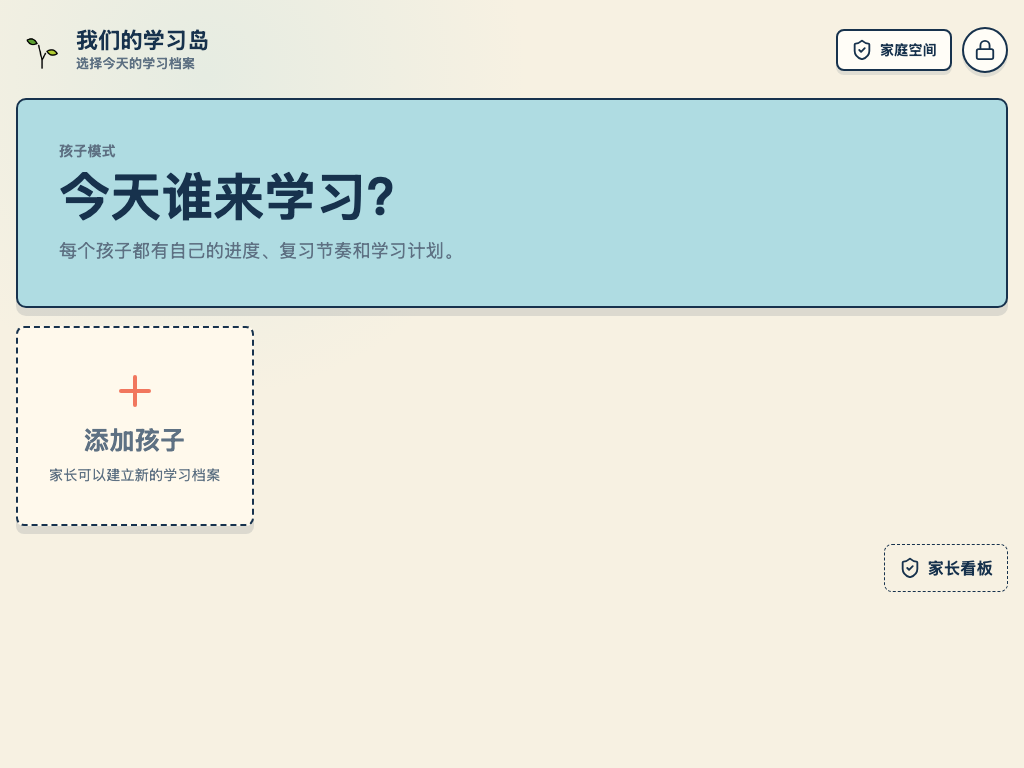 我们的学习岛
选择今天的学习档案
家庭空间
孩子模式
今天谁来学习?
每个孩子都有自己的进度、复习节奏和学习计划。
添加孩子
家长可以建立新的学习档案
家长看板